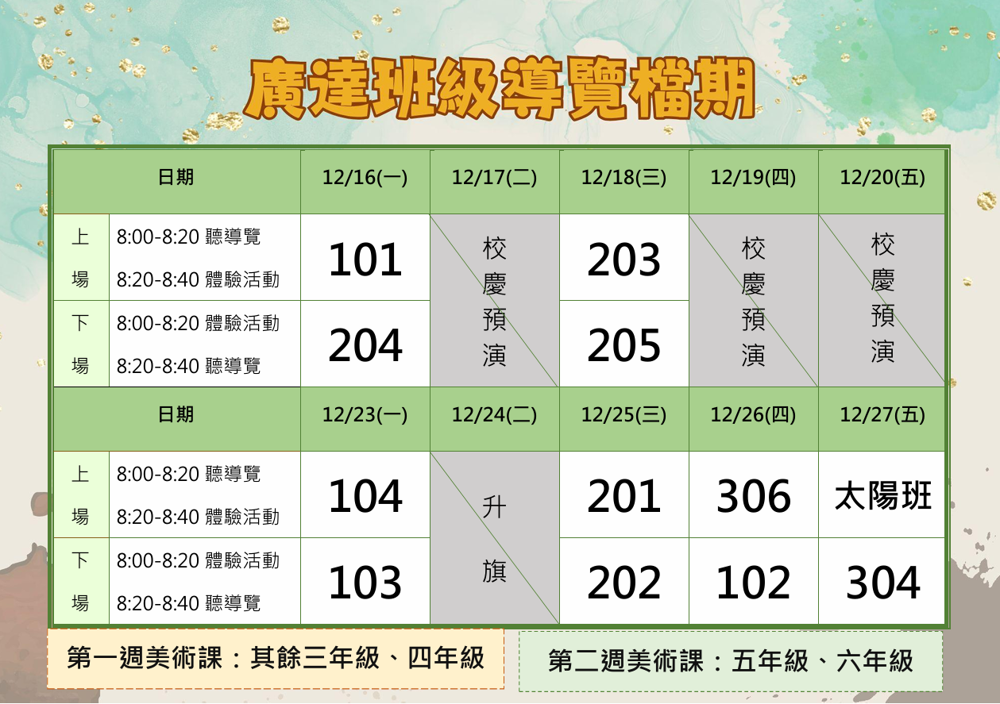 廣達班級導覽檔期
日期 12/16(一) 12/17(二) 12/18(三) 12/19(四) 12/20(五)
上場 8:00-8:20 聽導覽 8:20-8:40 體驗活動 101 校慶預演 203 校慶預演 校慶預演
下場 8:00-8:20 體驗活動 8:20-8:40 聽導覽 204 205
日期 12/23(一) 12/24(二) 12/25(三) 12/26(四) 12/27(五)
上場 8:00-8:20 聽導覽 8:20-8:40 體驗活動 104 升旗 201 306 太陽班
下場 8:00-8:20 體驗活動 8:20-8:40 聽導覽 103 202 102 304
第一週美術課：其餘三年級、四年級
第二週美術課：五年級、六年級